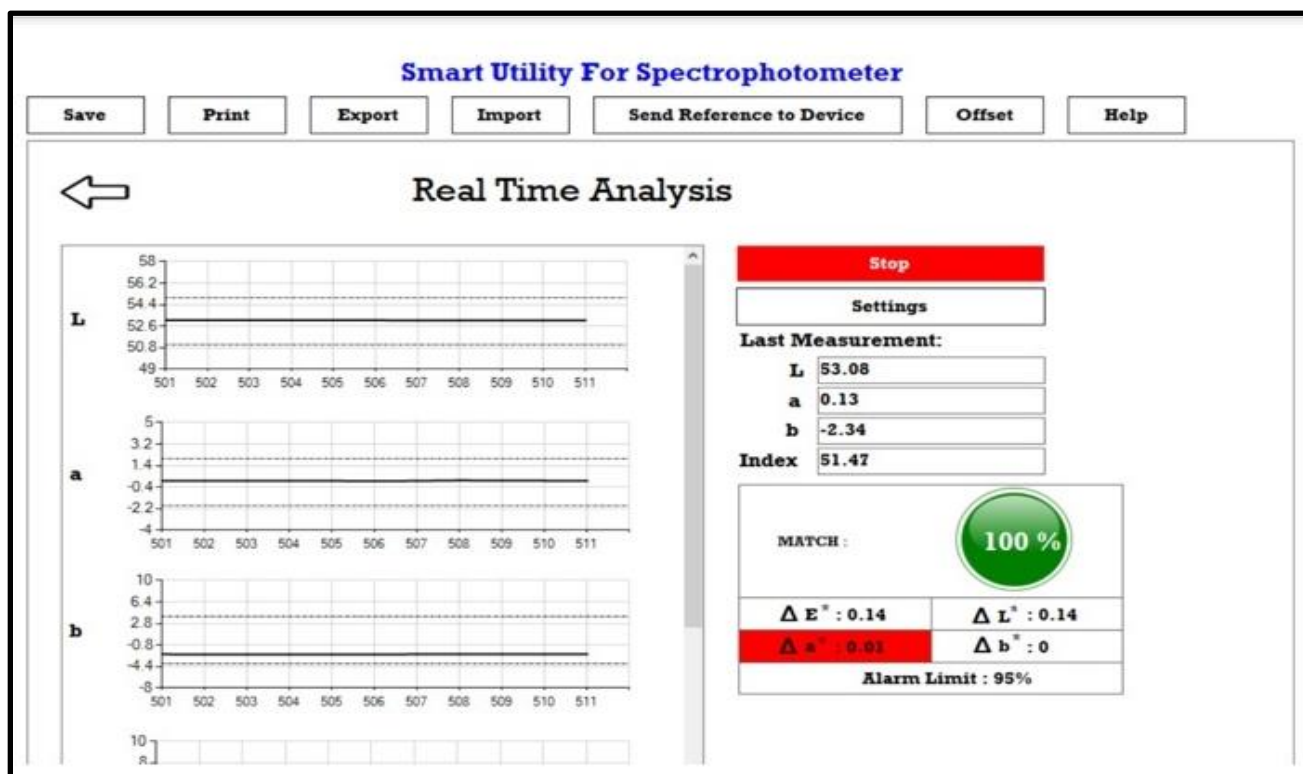 Smart Utility For Spectrophotometer
Save Print Export Import Send Reference to Device Offset Help
Real Time Analysis
L
58
56.2
54.4
52.6
50.8
49
501 502 503 504 505 506 507 508 509 510 511
a
5
3.2
1.4
-0.4
-2.2
-4
501 502 503 504 505 506 507 508 509 510 511
b
10
6.4
2.8
-0.8
-4.4
-8
501 502 503 504 505 506 507 508 509 510 511
10
8
Stop
Settings
Last Measurement:
L 53.08
a 0.13
b -2.34
Index 51.47
MATCH : 100 %
Δ E* : 0.14 Δ L* : 0.14
Δ a* : 0.01 Δ b* : 0
Alarm Limit : 95%